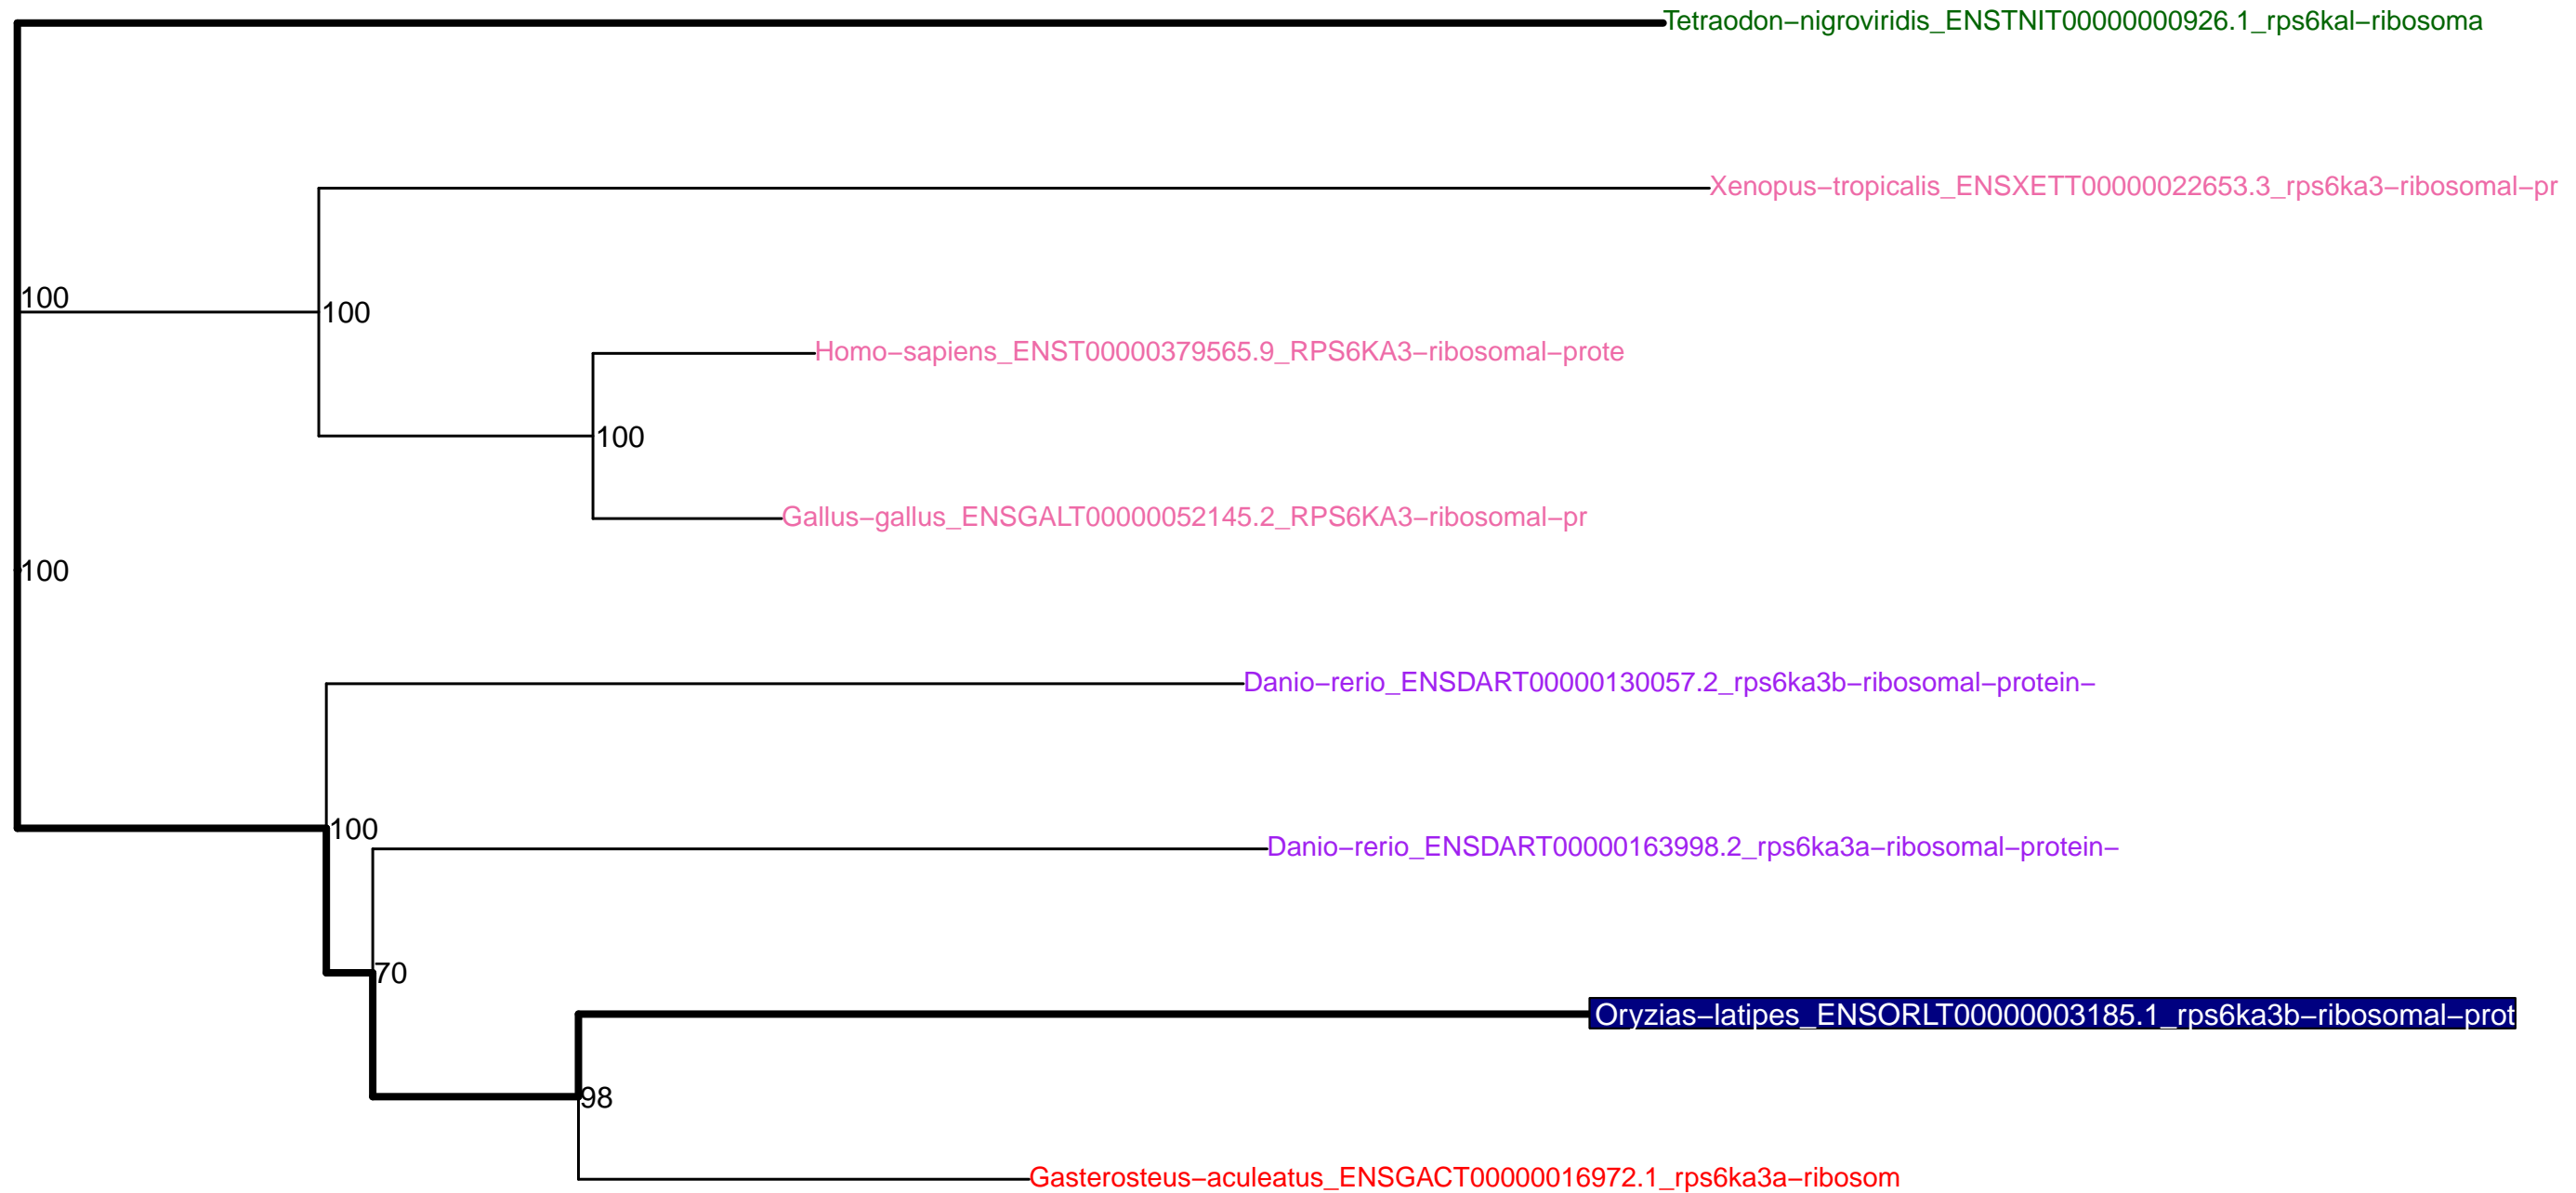 Tetraodon−nigroviridis_ENSTNIT00000000926.1_rps6kal−ribosoma
Xenopus−tropicalis_ENSXETT00000022653.3_rps6ka3−ribosomal−pr
100
100
Homo−sapiens_ENST00000379565.9_RPS6KA3−ribosomal−prote
100
Gallus−gallus_ENSGALT00000052145.2_RPS6KA3−ribosomal−pr
100
Danio−rerio_ENSDART00000130057.2_rps6ka3b−ribosomal−protein−
100
Danio−rerio_ENSDART00000163998.2_rps6ka3a−ribosomal−protein−
70
Oryzias−latipes_ENSORLT00000003185.1_rps6ka3b−ribosomal−prot
98
Gasterosteus−aculeatus_ENSGACT00000016972.1_rps6ka3a−ribosom